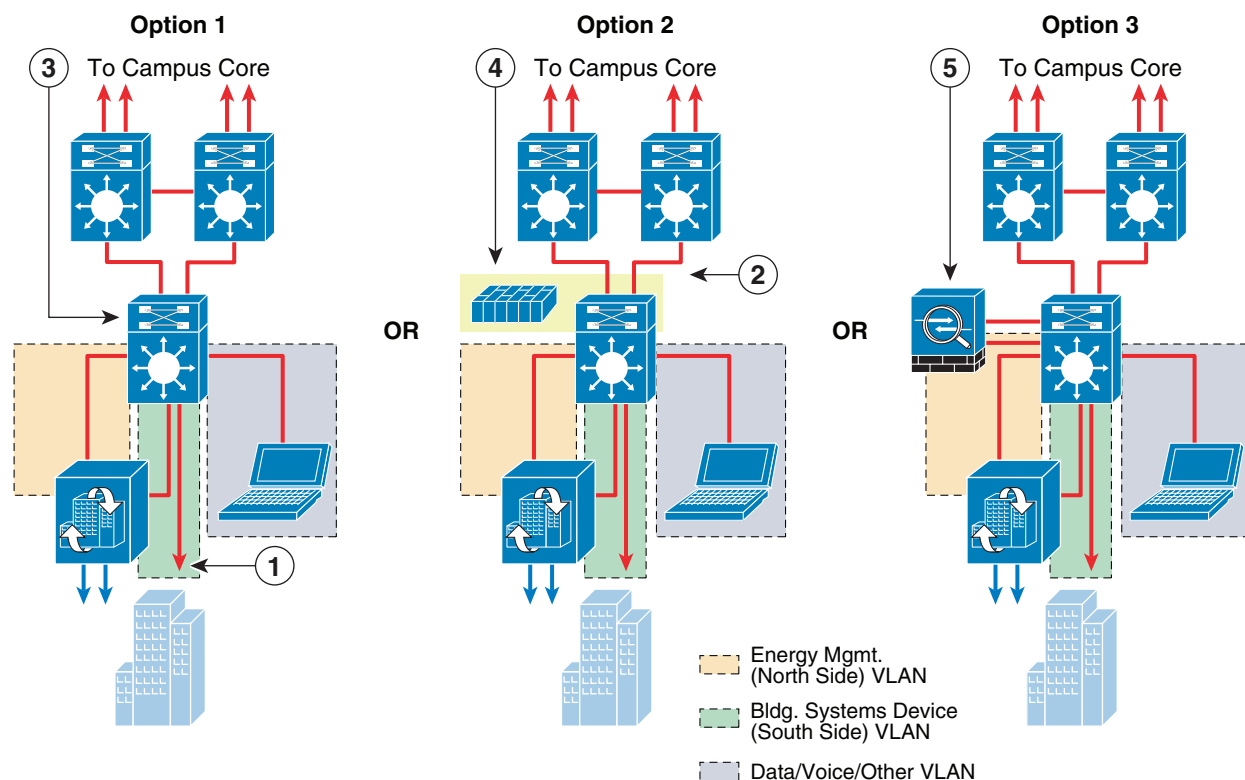 Option 1
Option 2
Option 3
3
To Campus Core
4
To Campus Core
5
To Campus Core
2
OR
OR
1
Energy Mgmt.
(North Side) VLAN
Bldg. Systems Device
(South Side) VLAN
Data/Voice/Other VLAN